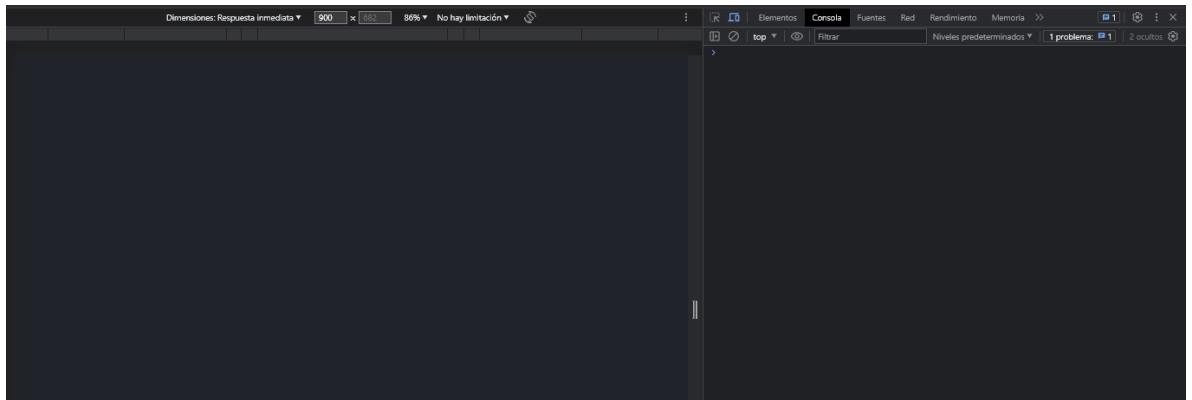 Dimensiones: Respuesta inmediata ▼ 900 x 682 86% ▼ No hay limitación ▼
Elementos Consola Fuentes Red Rendimiento Memoria 1
top ▼ Filtrar Niveles predeterminados ▼ 1 problema: 1 2 ocultos